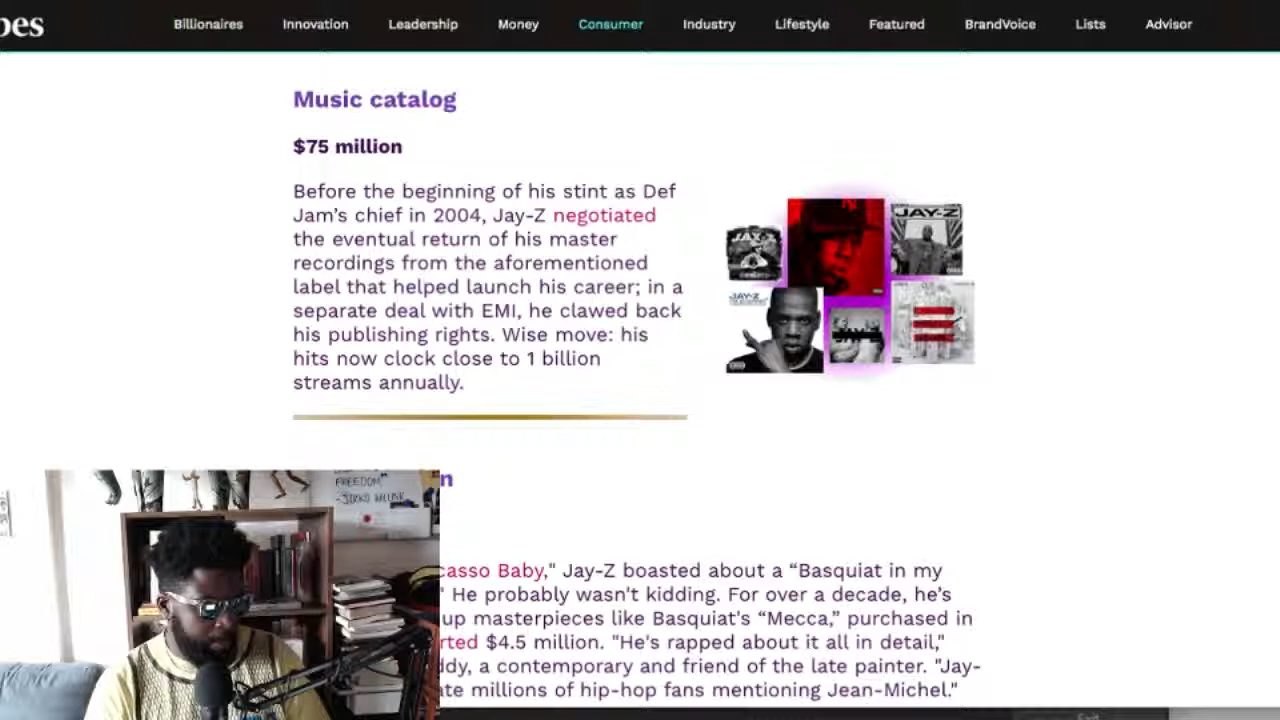 bes
Billionaires Innovation Leadership Money Consumer Industry Lifestyle Featured BrandVoice Lists Advisor
Music catalog
$75 million
Before the beginning of his stint as Def
Jam's chief in 2004, Jay-Z negotiated
the eventual return of his master
recordings from the aforementioned
label that helped launch his career; in a
separate deal with EMI, he clawed back
his publishing rights. Wise move: his
hits now clock close to 1 billion
streams annually.
JAY-Z
JAY-Z
JAY-Z
JAY-Z
n
FREEDOM"
casso Baby," Jay-Z boasted about a “Basquiat in my
" He probably wasn't kidding. For over a decade, he’s
up masterpieces like Basquiat's “Mecca,” purchased in
rted $4.5 million. "He's rapped about it all in detail,"
ddy, a contemporary and friend of the late painter. "Jay-
te millions of hip-hop fans mentioning Jean-Michel."